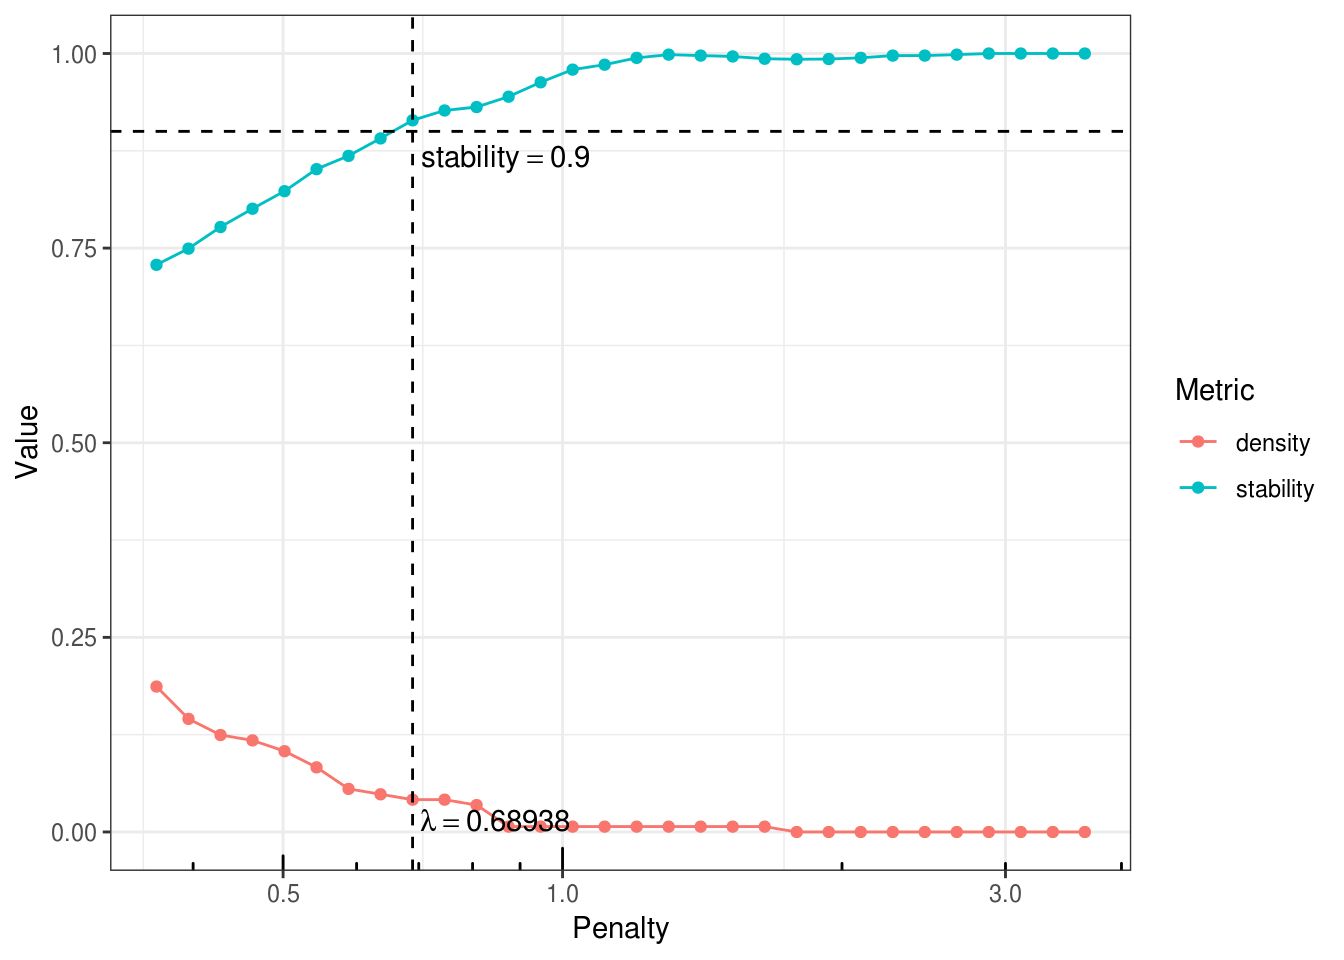 1.00
stability = 0.9
0.75
Metric
Value
0.50
density
stability
0.25
λ = 0.68938
0.00
0.5
1.0
3.0
Penalty